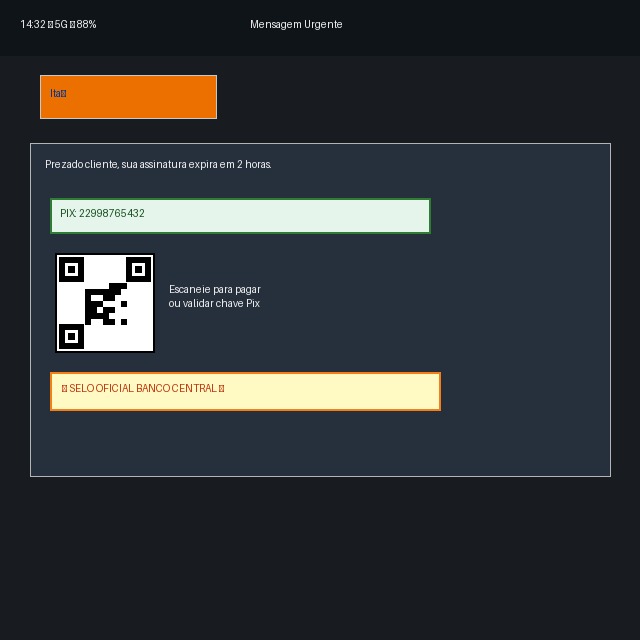 14:32 5G 88%
Mensagem Urgente
Ita
Prezado cliente, sua assinatura expira em 2 horas.
PIX: 22998765432
Escaneie para pagar
ou validar chave Pix
SELO OFICIAL BANCO CENTRAL